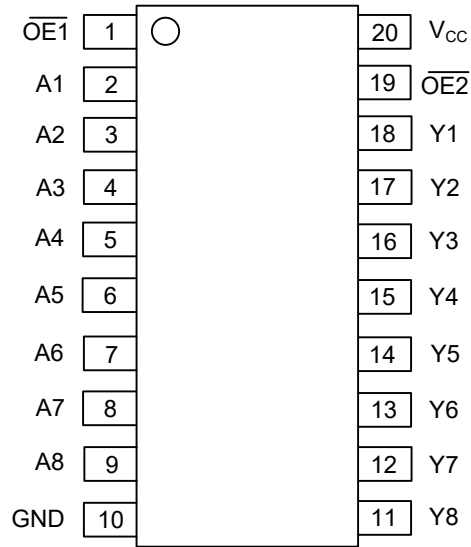 O̅E̅1̅ 1 20 VCC
A1 2 19 O̅E̅2̅
A2 3 18 Y1
A3 4 17 Y2
A4 5 16 Y3
A5 6 15 Y4
A6 7 14 Y5
A7 8 13 Y6
A8 9 12 Y7
GND 10 11 Y8